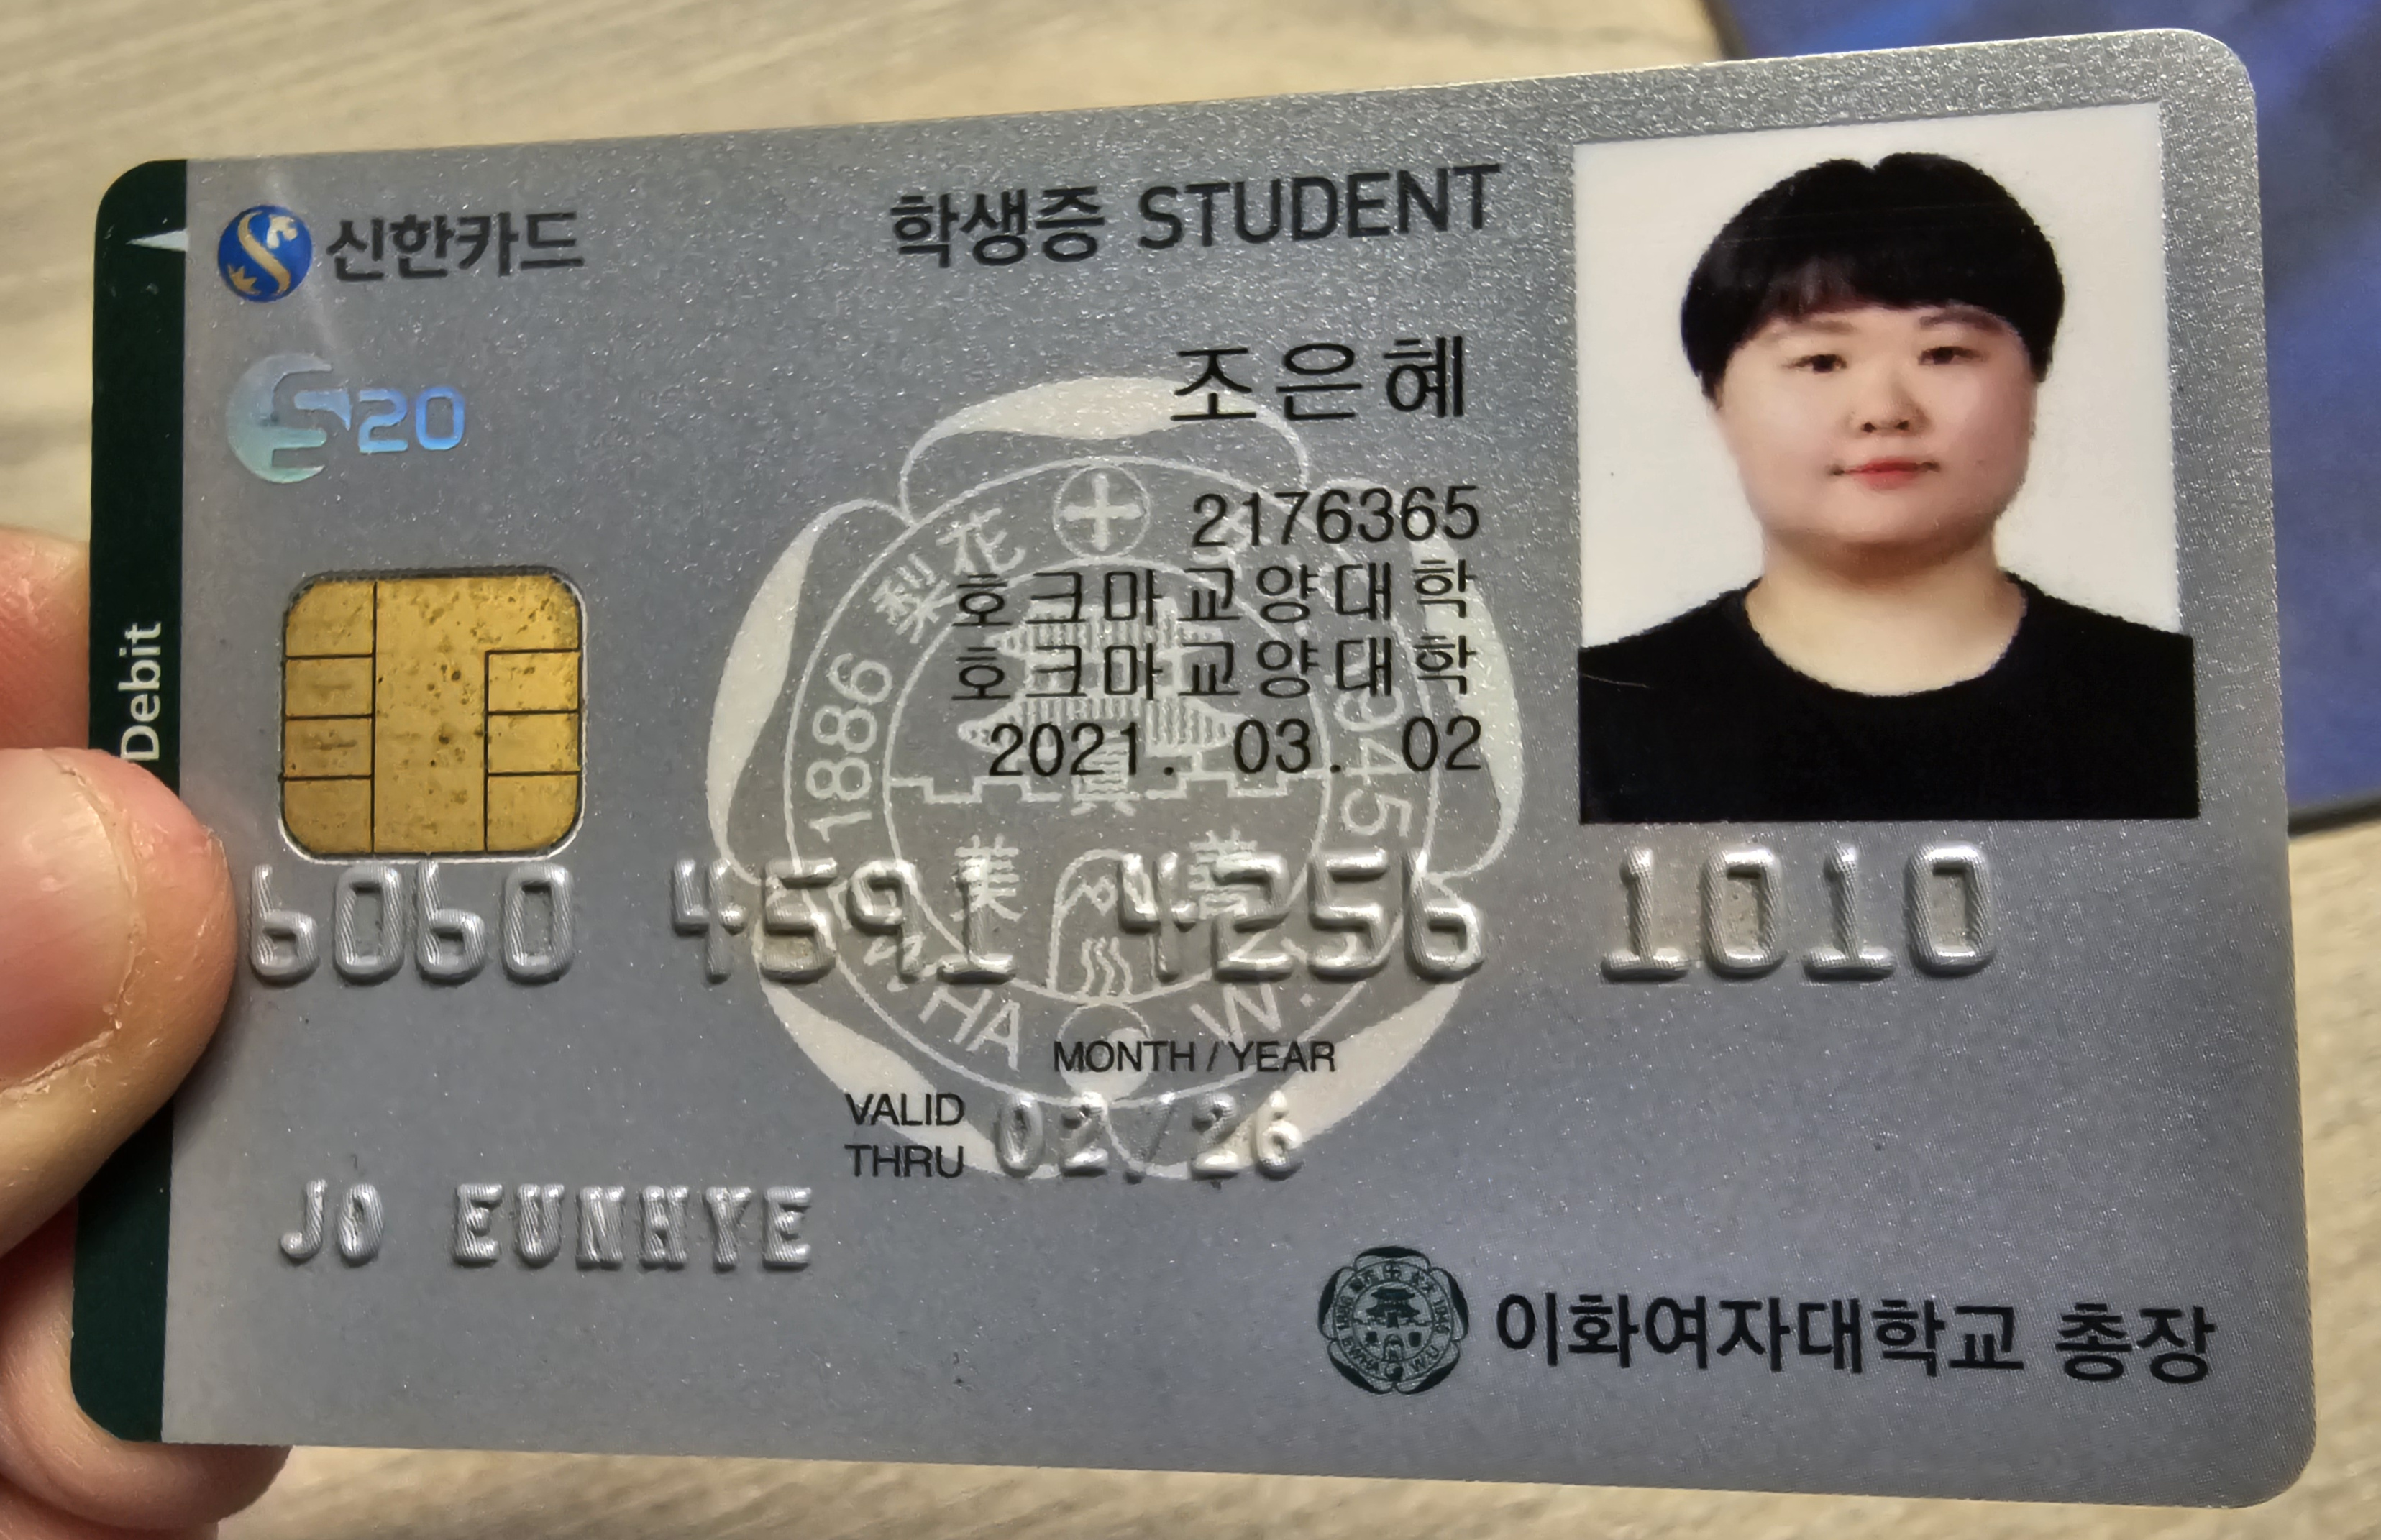 신한카드
학생증 STUDENT
조은혜
S20
2176365
호크마교양대학
호크마교양대학
2021. 03. 02
Debit
梨花
1886
1945
眞
美 善
EWHA W.
6060 4591 4256 1010
MONTH / YEAR
VALID
THRU 02/26
JO EUNHYE
이화여자대학교 총장